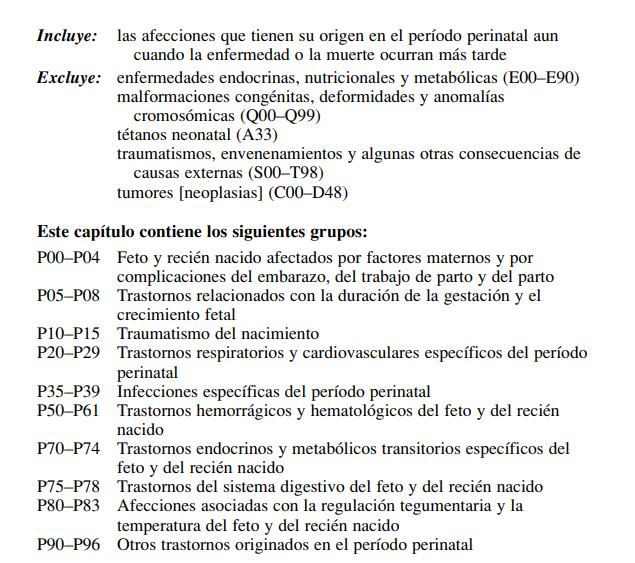 Incluye: las afecciones que tienen su origen en el período perinatal aun
cuando la enfermedad o la muerte ocurran más tarde
Excluye: enfermedades endocrinas, nutricionales y metabólicas (E00–E90)
malformaciones congénitas, deformidades y anomalías
cromosómicas (Q00–Q99)
tétanos neonatal (A33)
traumatismos, envenenamientos y algunas otras consecuencias de
causas externas (S00–T98)
tumores [neoplasias] (C00–D48)
Este capítulo contiene los siguientes grupos:
P00–P04 Feto y recién nacido afectados por factores maternos y por
complicaciones del embarazo, del trabajo de parto y del parto
P05–P08 Trastornos relacionados con la duración de la gestación y el
crecimiento fetal
P10–P15 Traumatismo del nacimiento
P20–P29 Trastornos respiratorios y cardiovasculares específicos del período
perinatal
P35–P39 Infecciones específicas del período perinatal
P50–P61 Trastornos hemorrágicos y hematológicos del feto y del recién
nacido
P70–P74 Trastornos endocrinos y metabólicos transitorios específicos del
feto y del recién nacido
P75–P78 Trastornos del sistema digestivo del feto y del recién nacido
P80–P83 Afecciones asociadas con la regulación tegumentaria y la
temperatura del feto y del recién nacido
P90–P96 Otros trastornos originados en el período perinatal